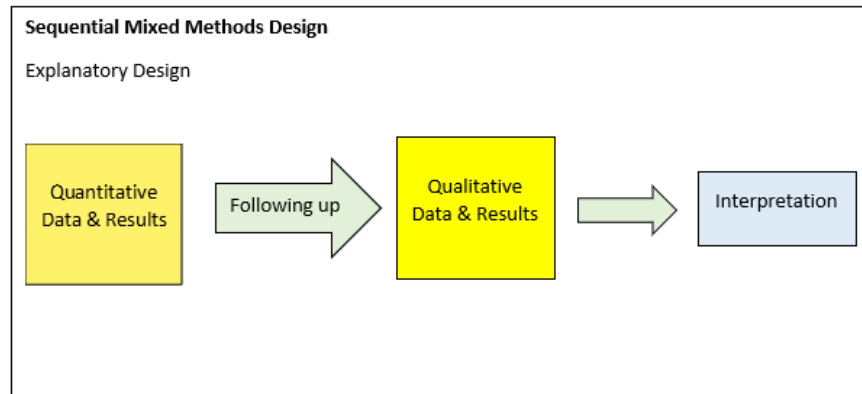 Sequential Mixed Methods Design
Explanatory Design
Quantitative
Data & Results
Following up
Qualitative
Data & Results
Interpretation